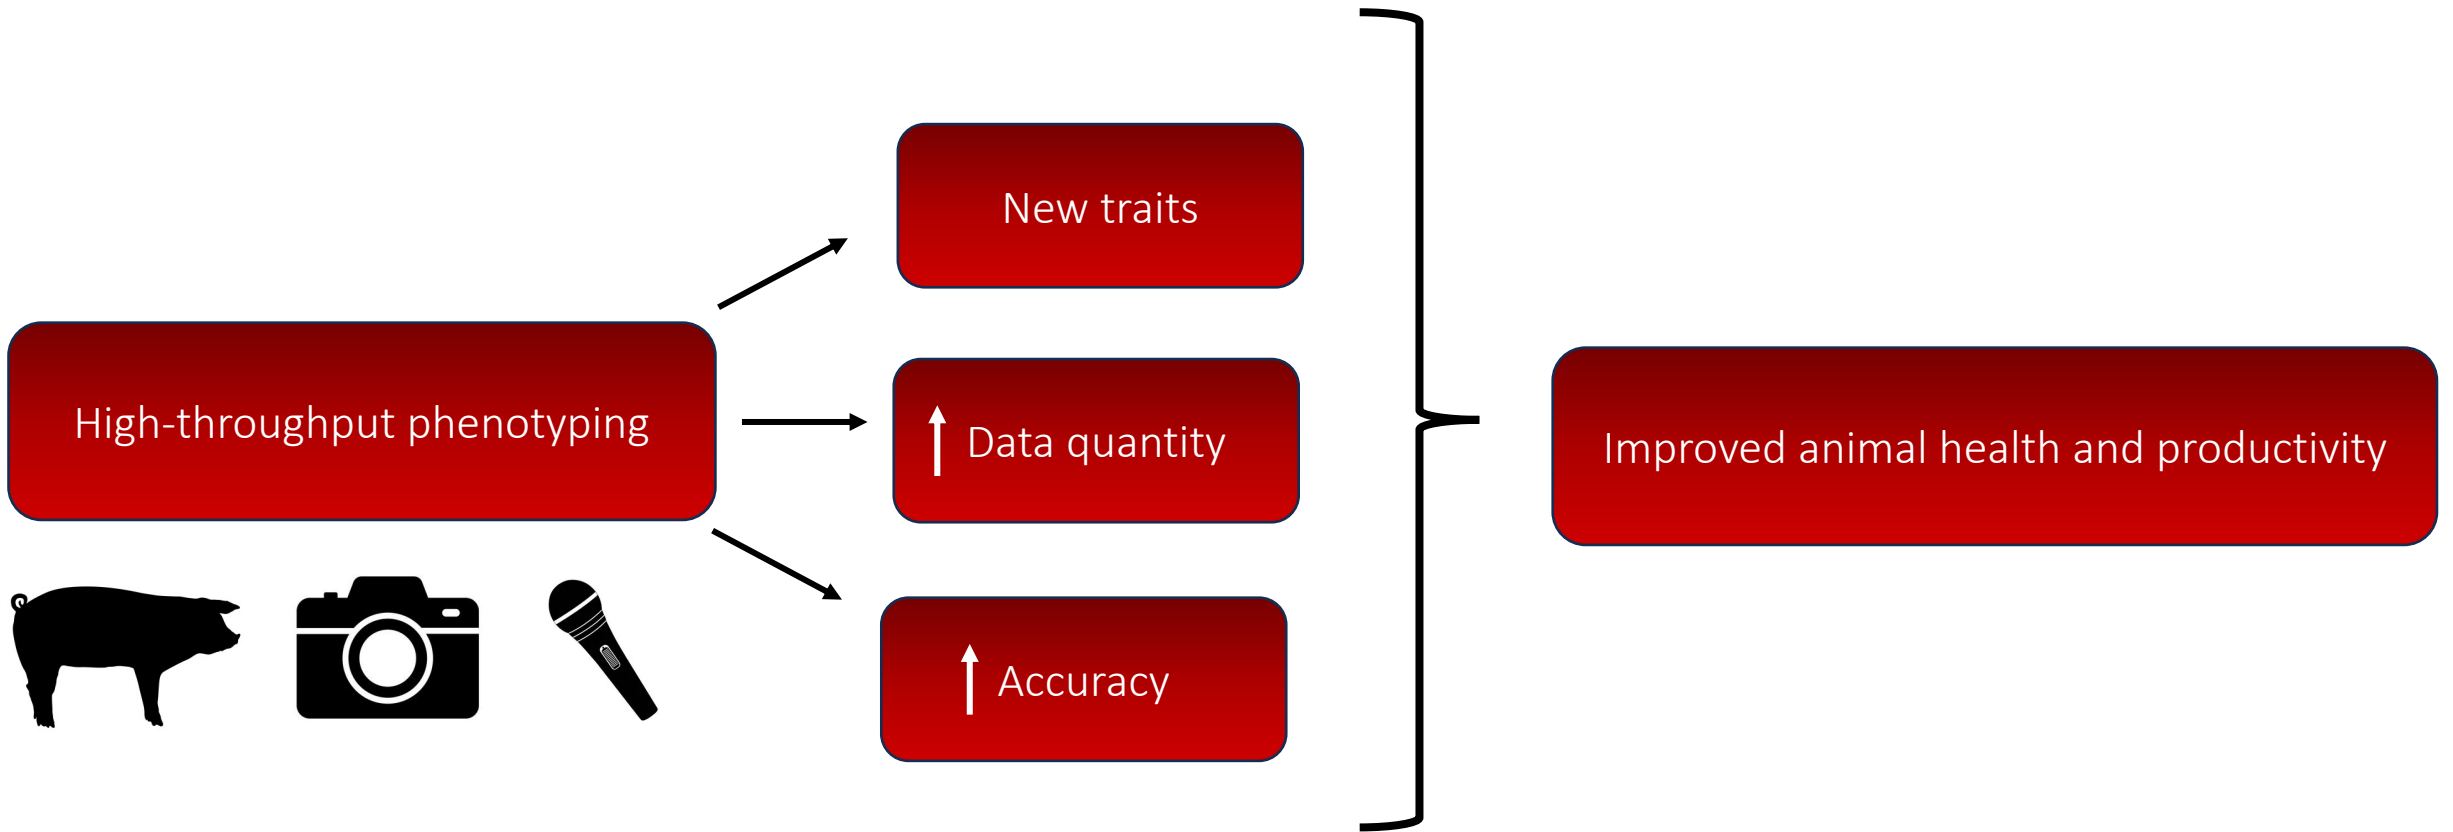 New traits
High-throughput phenotyping
Data quantity
Improved animal health and productivity
Accuracy